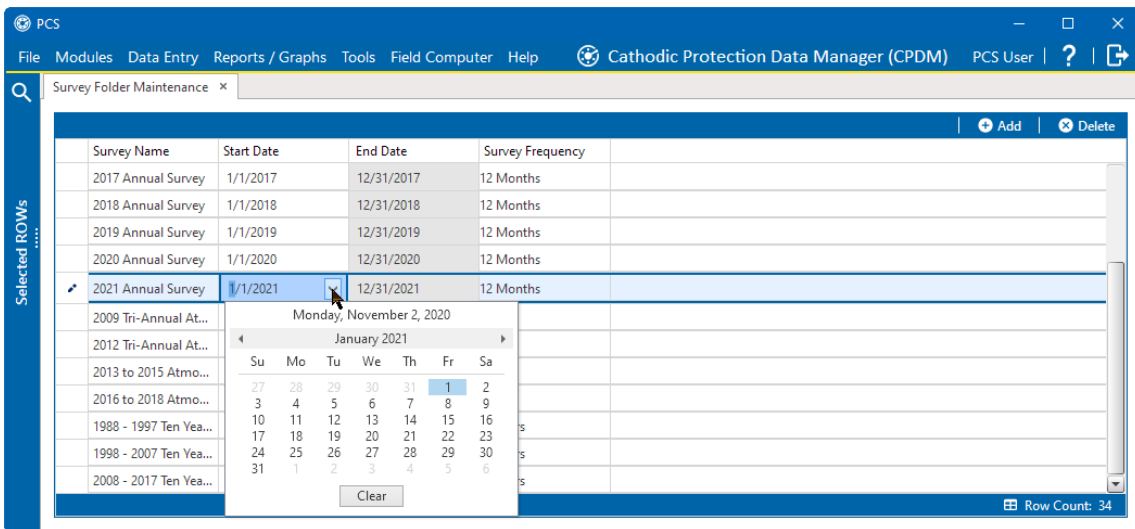 PCS
File Modules Data Entry Reports / Graphs Tools Field Computer Help Cathodic Protection Data Manager (CPDM) PCS User | ? |
Survey Folder Maintenance ×
Selected ROWs
Add | Delete
Survey Name Start Date End Date Survey Frequency
2017 Annual Survey 1/1/2017 12/31/2017 12 Months
2018 Annual Survey 1/1/2018 12/31/2018 12 Months
2019 Annual Survey 1/1/2019 12/31/2019 12 Months
2020 Annual Survey 1/1/2020 12/31/2020 12 Months
2021 Annual Survey 1/1/2021 12/31/2021 12 Months
2009 Tri-Annual At...
2012 Tri-Annual At...
2013 to 2015 Atmo...
2016 to 2018 Atmo...
1988 - 1997 Ten Yea... rs
1998 - 2007 Ten Yea... rs
2008 - 2017 Ten Yea... rs
Monday, November 2, 2020
January 2021
Su Mo Tu We Th Fr Sa
27 28 29 30 31 1 2
3 4 5 6 7 8 9
10 11 12 13 14 15 16
17 18 19 20 21 22 23
24 25 26 27 28 29 30
31 1 2 3 4 5 6
Clear
Row Count: 34